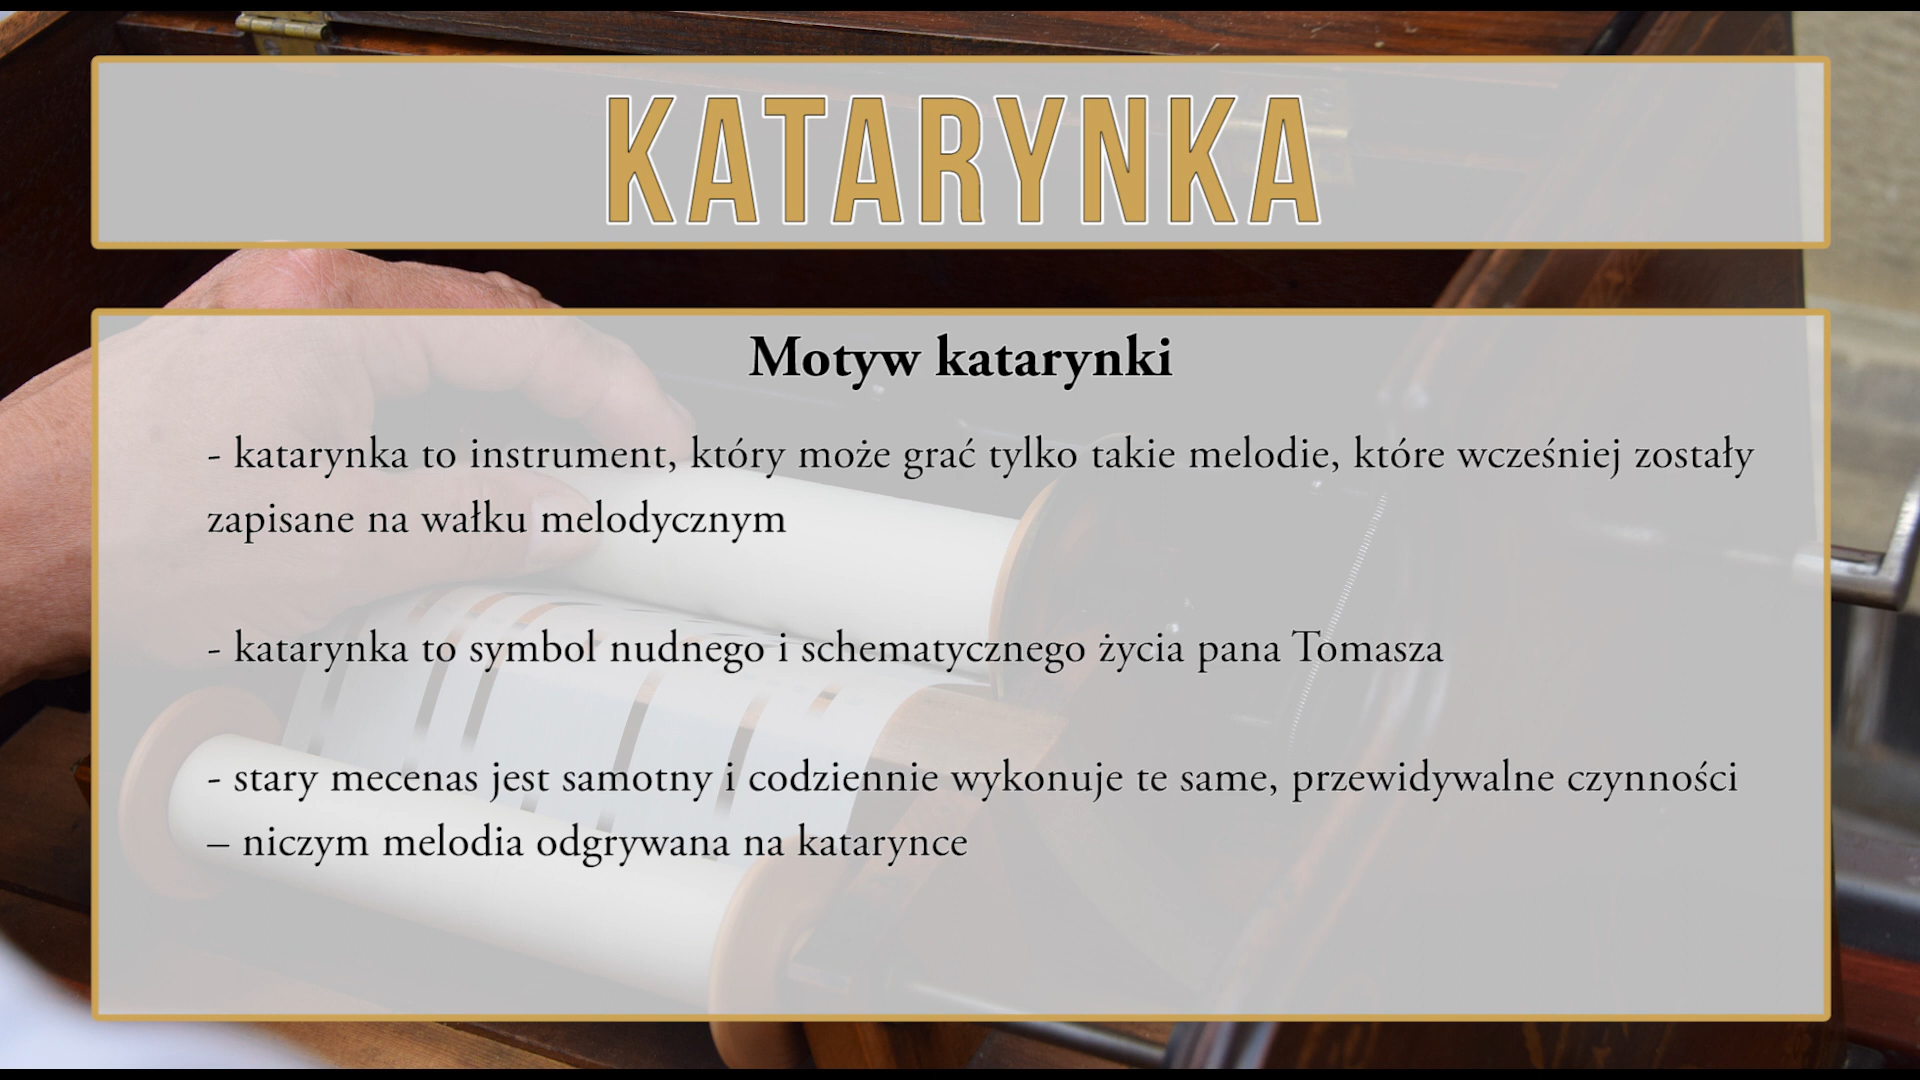 KATARYNKA
Motyw katarynki
- katarynka to instrument, który może grać tylko takie melodie, które wcześniej zostały
zapisane na wałku melodycznym
- katarynka to symbol nudnego i schematycznego życia pana Tomasza
- stary mecenas jest samotny i codziennie wykonuje te same, przewidywalne czynności
– niczym melodia odgrywana na katarynce